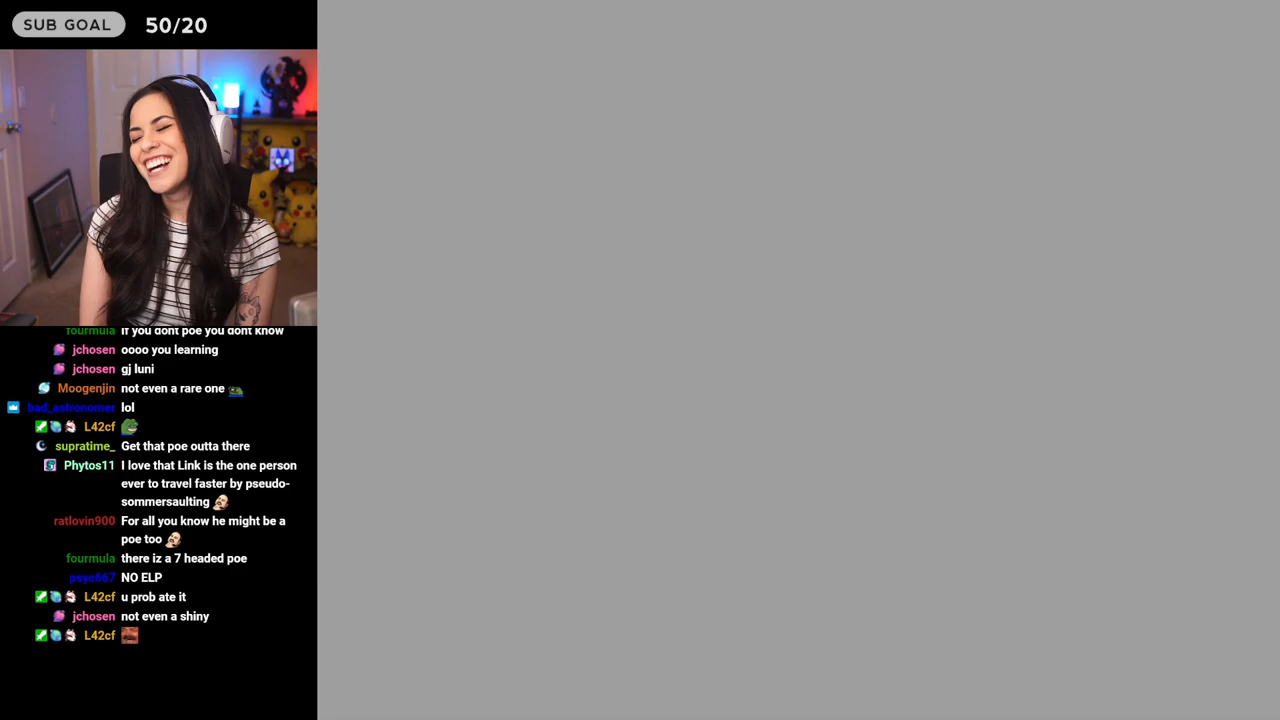 SUB GOAL 50/20
fourmula if you dont poe you dont know
jchosen oooo you learning
jchosen gj luni
Moogenjin not even a rare one
bad_astronomer lol
L42cf
supratime_ Get that poe outta there
Phytos11 I love that Link is the one person
ever to travel faster by pseudo-
sommersaulting
ratlovin900 For all you know he might be a
poe too
fourmula there iz a 7 headed poe
psyc667 NO ELP
L42cf u prob ate it
jchosen not even a shiny
L42cf